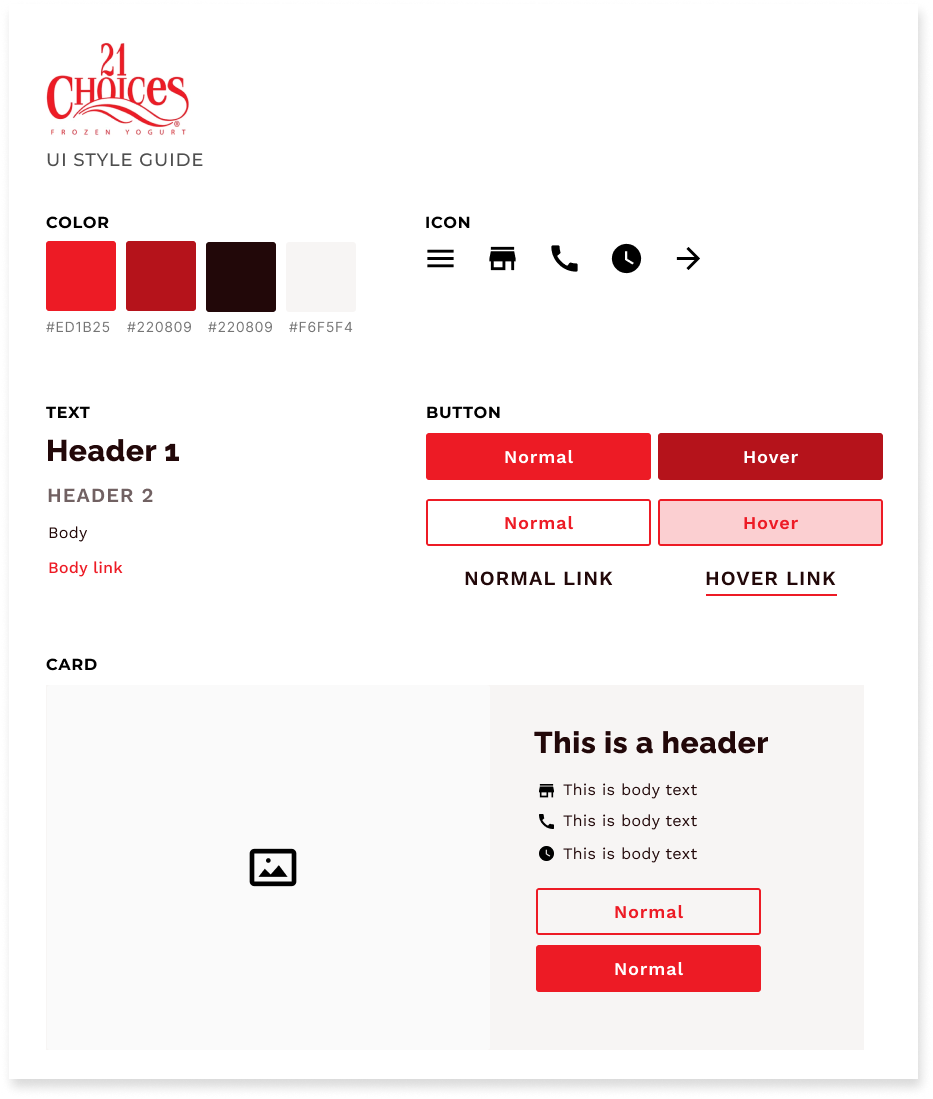 21
CHOICES®
FROZEN YOGURT
UI STYLE GUIDE
COLOR
#ED1B25 #220809 #220809 #F6F5F4
ICON
TEXT
Header 1
HEADER 2
Body
Body link
BUTTON
Normal Hover
Normal Hover
NORMAL LINK HOVER LINK
CARD
This is a header
This is body text
This is body text
This is body text
Normal
Normal